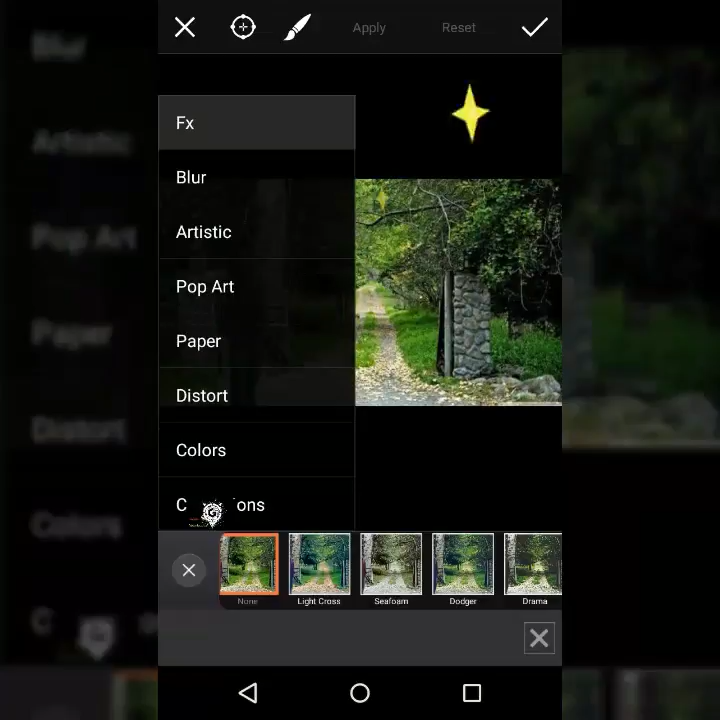 Apply Reset
Fx
Blur
Artistic
Pop Art
Paper
Distort
Colors
None Light Cross Seafoam Dodger Drama